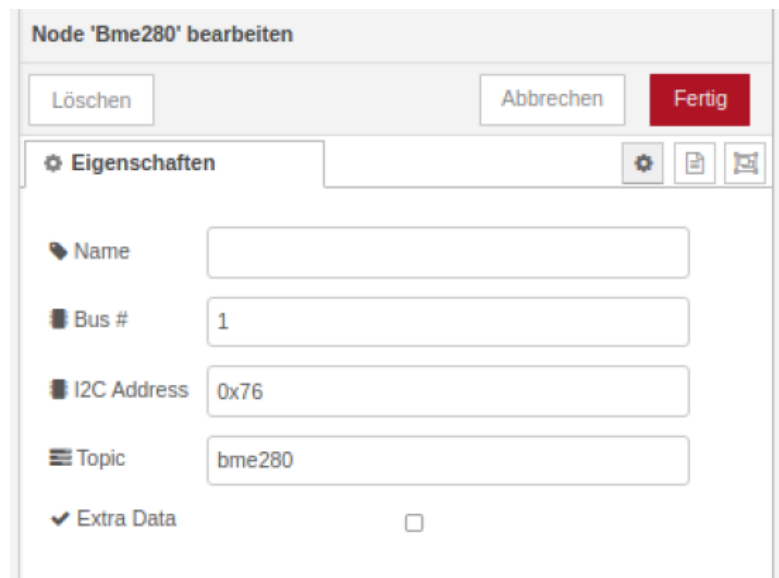 Node 'Bme280' bearbeiten
Löschen
Abbrechen
Fertig
Eigenschaften
Name
Bus #
1
I2C Address
0x76
Topic
bme280
Extra Data